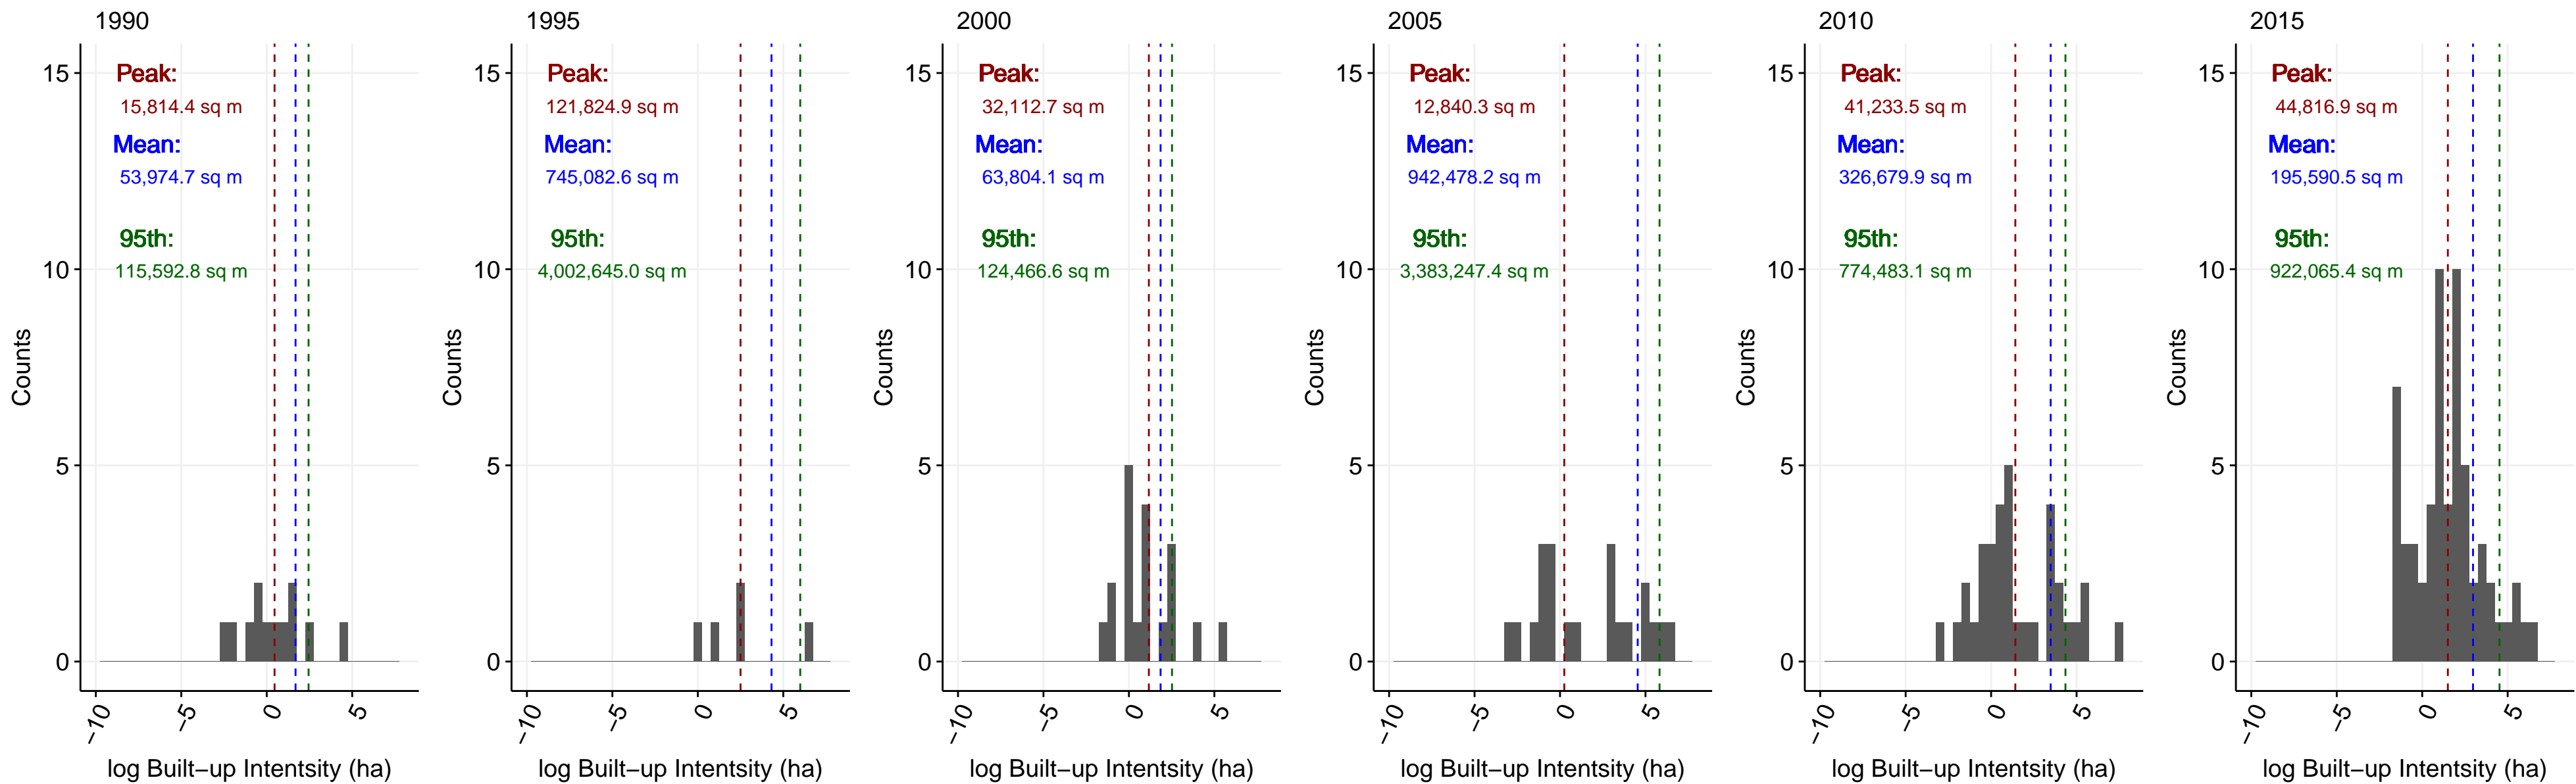 1990
15
10
5
0
Counts
Peak:
15,814.4 sq m
Mean:
53,974.7 sq m
95th:
115,592.8 sq m
−10
−5
0
5
log Built−up Intentsity (ha)
1995
15
10
5
0
Counts
Peak:
121,824.9 sq m
Mean:
745,082.6 sq m
95th:
4,002,645.0 sq m
−10
−5
0
5
log Built−up Intentsity (ha)
2000
15
10
5
0
Counts
Peak:
32,112.7 sq m
Mean:
63,804.1 sq m
95th:
124,466.6 sq m
−10
−5
0
5
log Built−up Intentsity (ha)
2005
15
10
5
0
Counts
Peak:
12,840.3 sq m
Mean:
942,478.2 sq m
95th:
3,383,247.4 sq m
−10
−5
0
5
log Built−up Intentsity (ha)
2010
15
10
5
0
Counts
Peak:
41,233.5 sq m
Mean:
326,679.9 sq m
95th:
774,483.1 sq m
−10
−5
0
5
log Built−up Intentsity (ha)
2015
15
10
5
0
Counts
Peak:
44,816.9 sq m
Mean:
195,590.5 sq m
95th:
922,065.4 sq m
−10
−5
0
5
log Built−up Intentsity (ha)